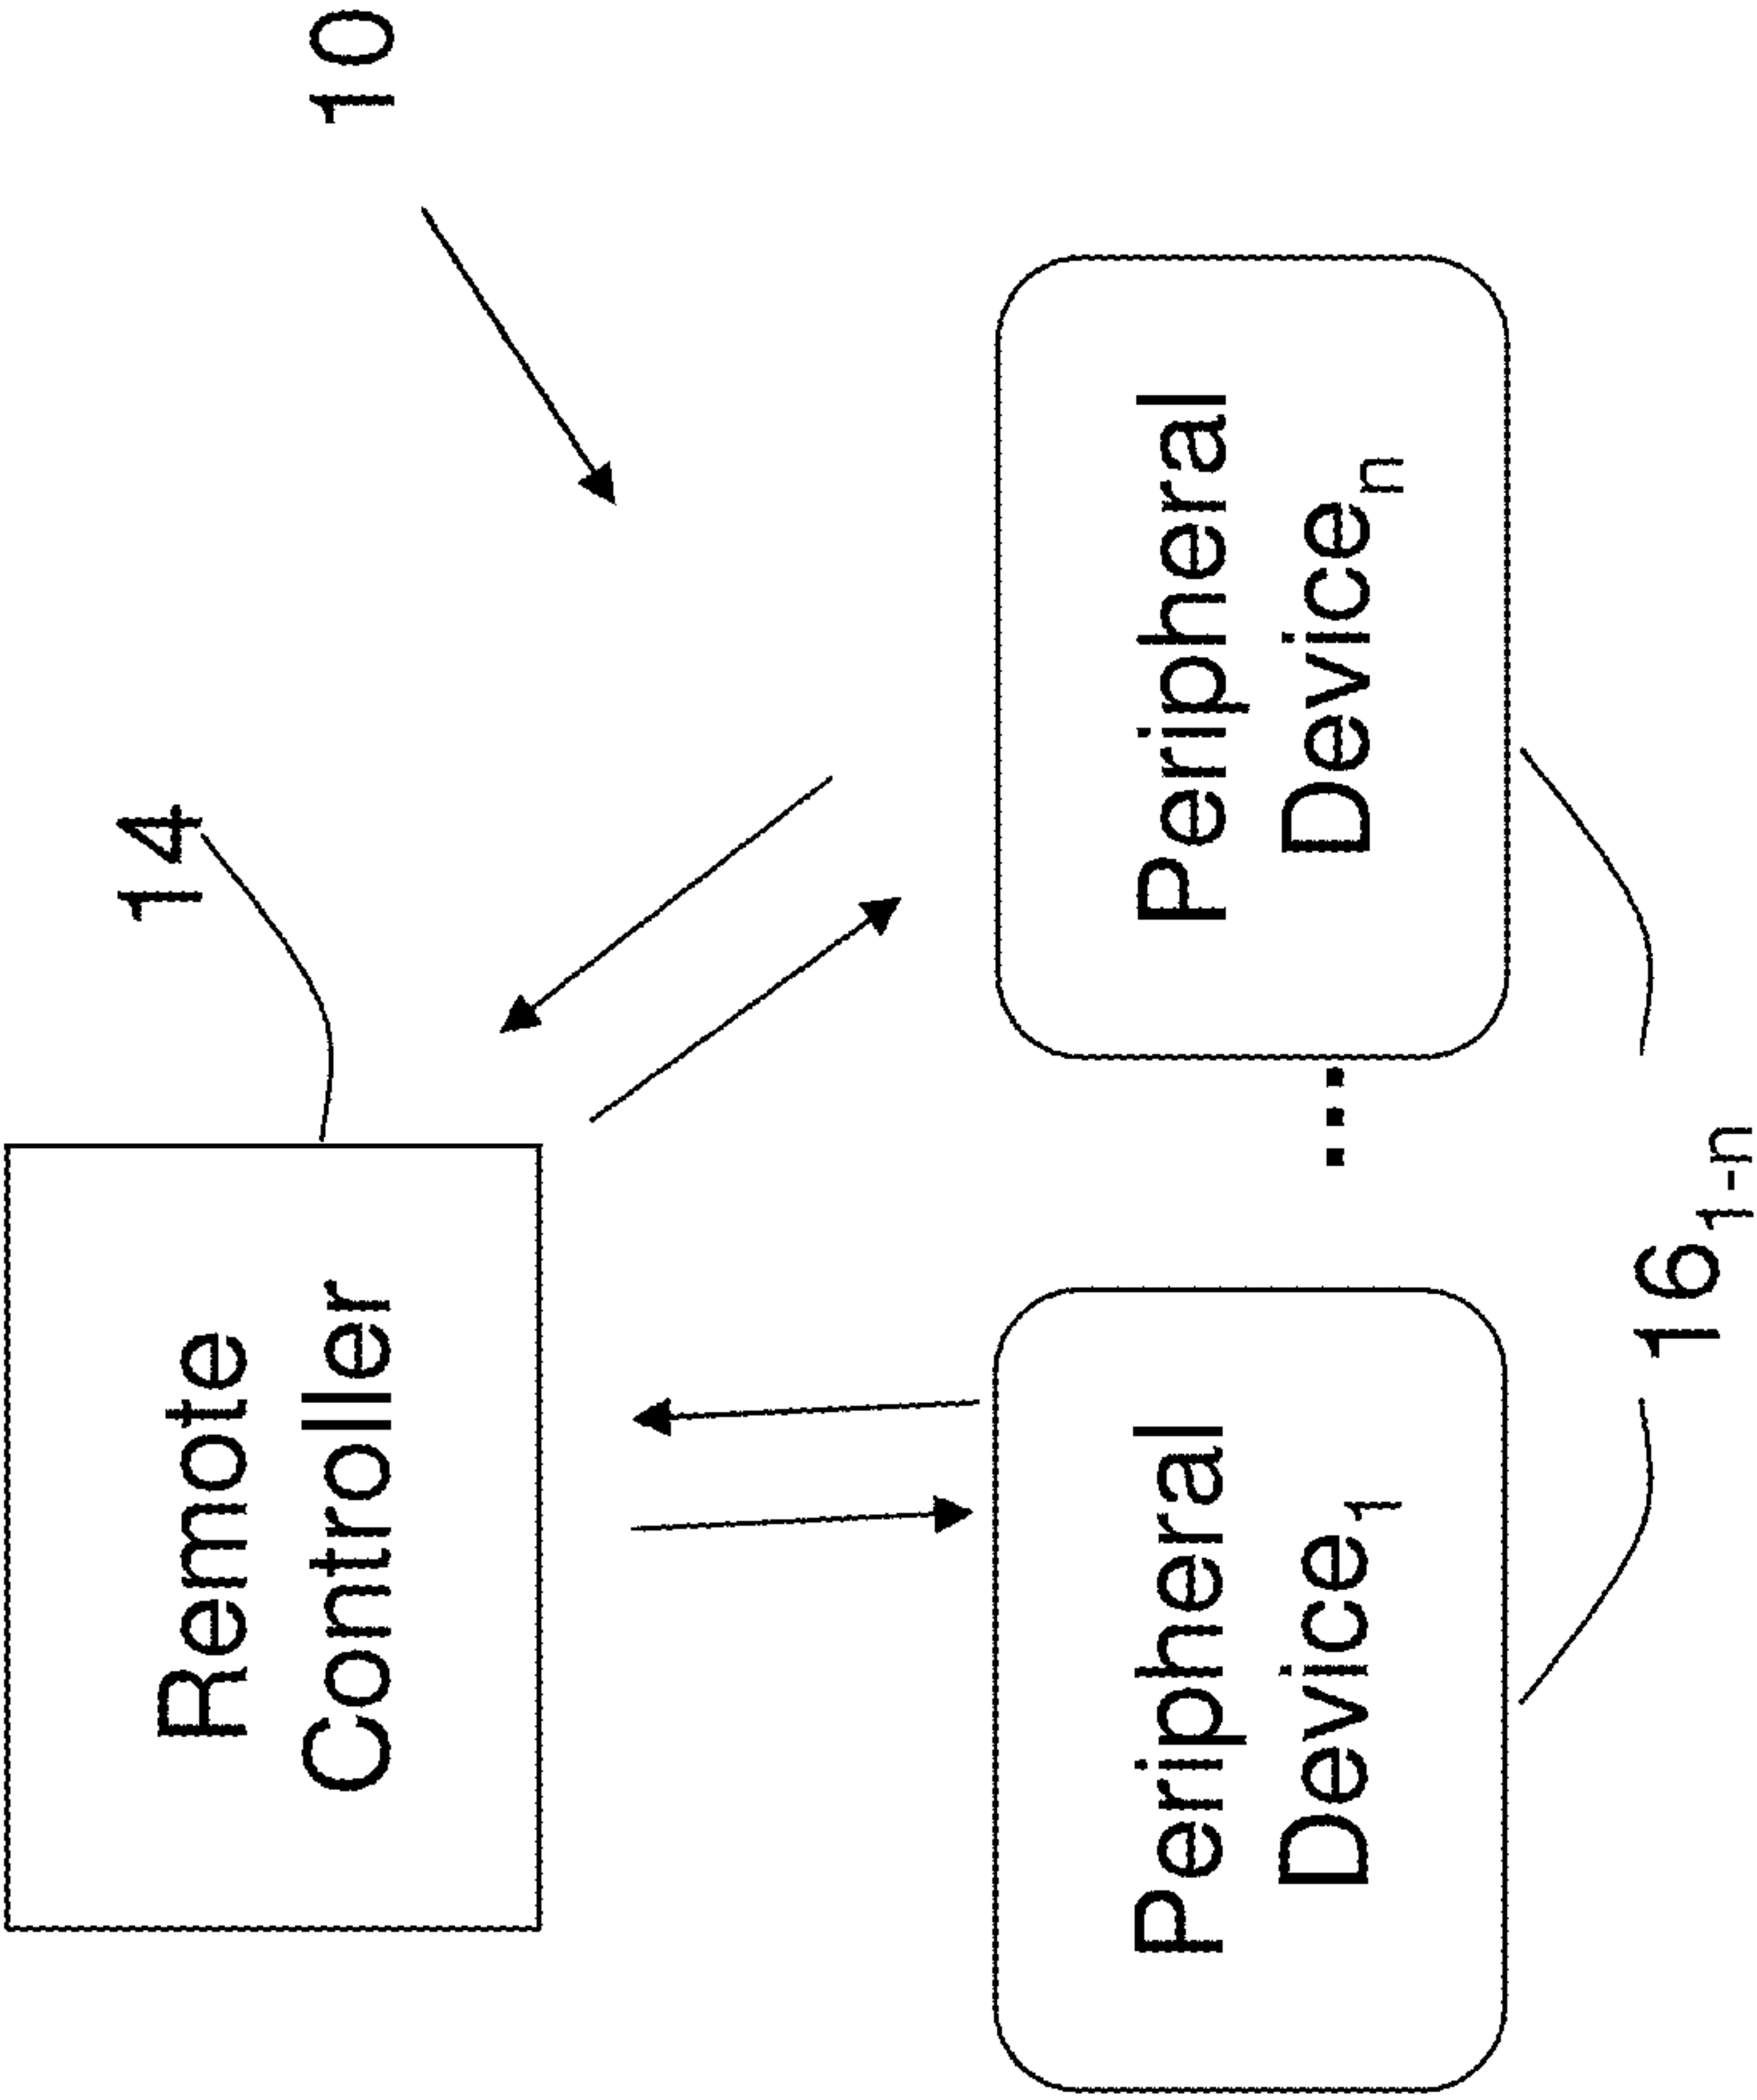 10
14
Remote
Controller
Peripheral
Device₁
...
Peripheral
Deviceₙ
16₁₋ₙ